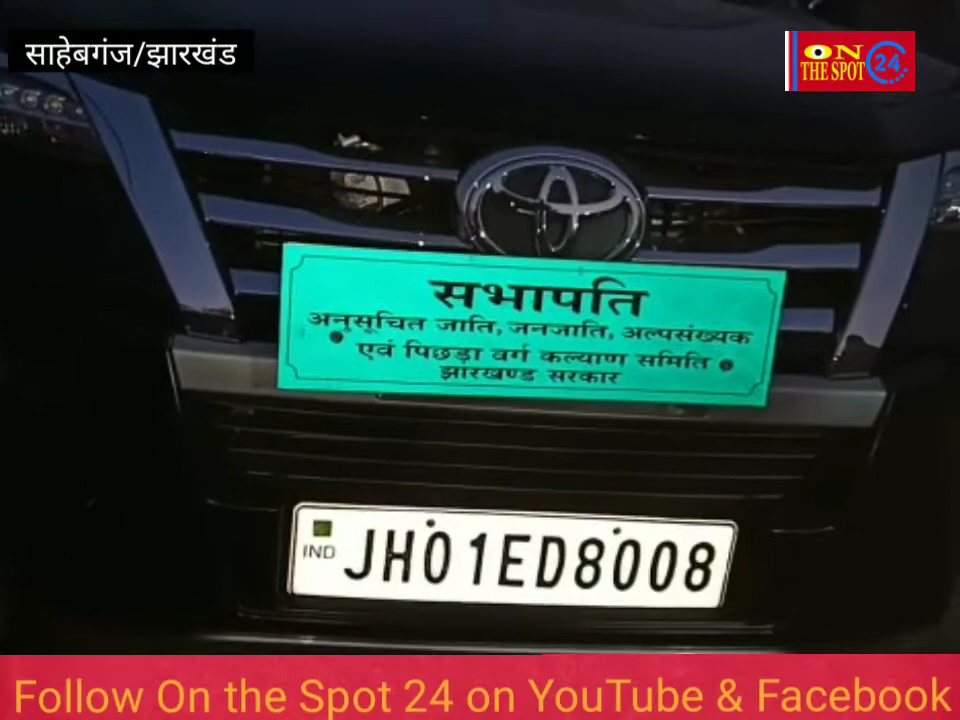 साहेबगंज/झारखंड
ON
THE SPOT 24
सभापति
अनुसूचित जाति, जनजाति, अल्पसंख्यक
एवं पिछड़ा वर्ग कल्याण समिति
झारखण्ड सरकार
IND JH01ED8008
Follow On the Spot 24 on YouTube & Facebook